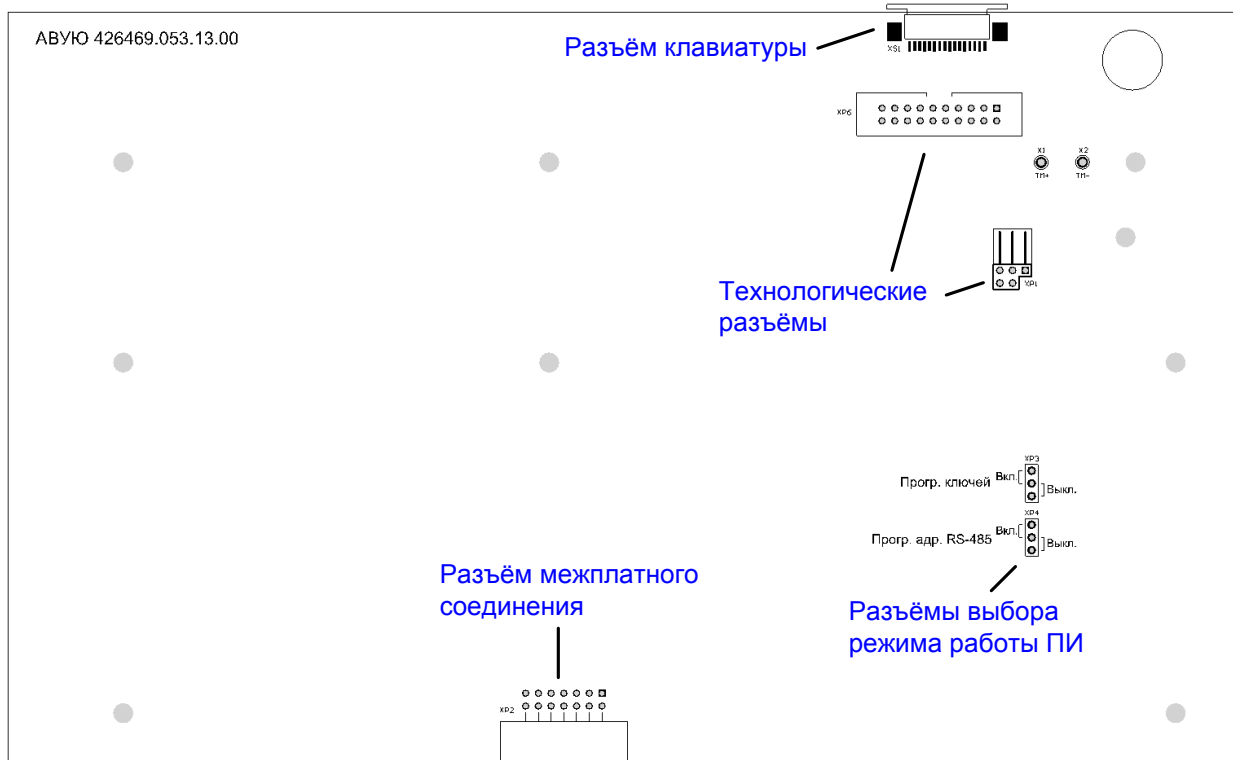 АВУЮ 426469.053.13.00
Разъём клавиатуры
XS1
XP6
X1
X2
TM+
TM-
Технологические
разъёмы
XP1
XP3
Прогр. ключей
Вкл.
Выкл.
XP4
Прогр. адр. RS-485
Вкл.
Выкл.
Разъём межплатного
соединения
Разъёмы выбора
режима работы ПИ
XP2